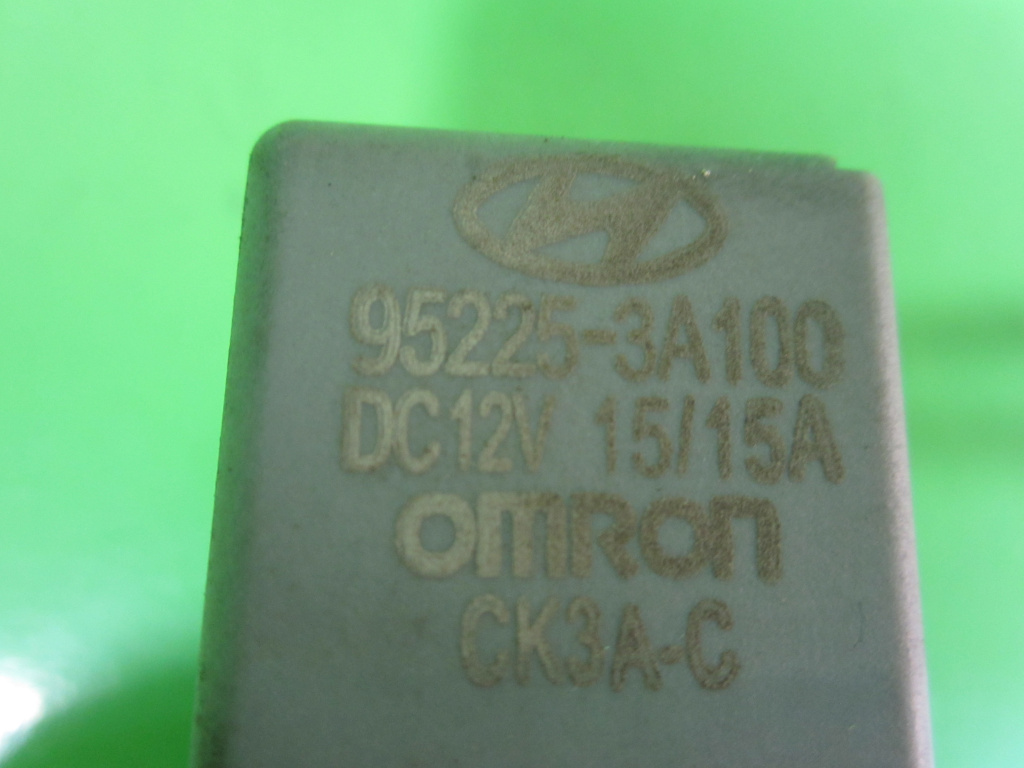 95225-3A100
DC12V 15/15A
OMRON
CK3A-C